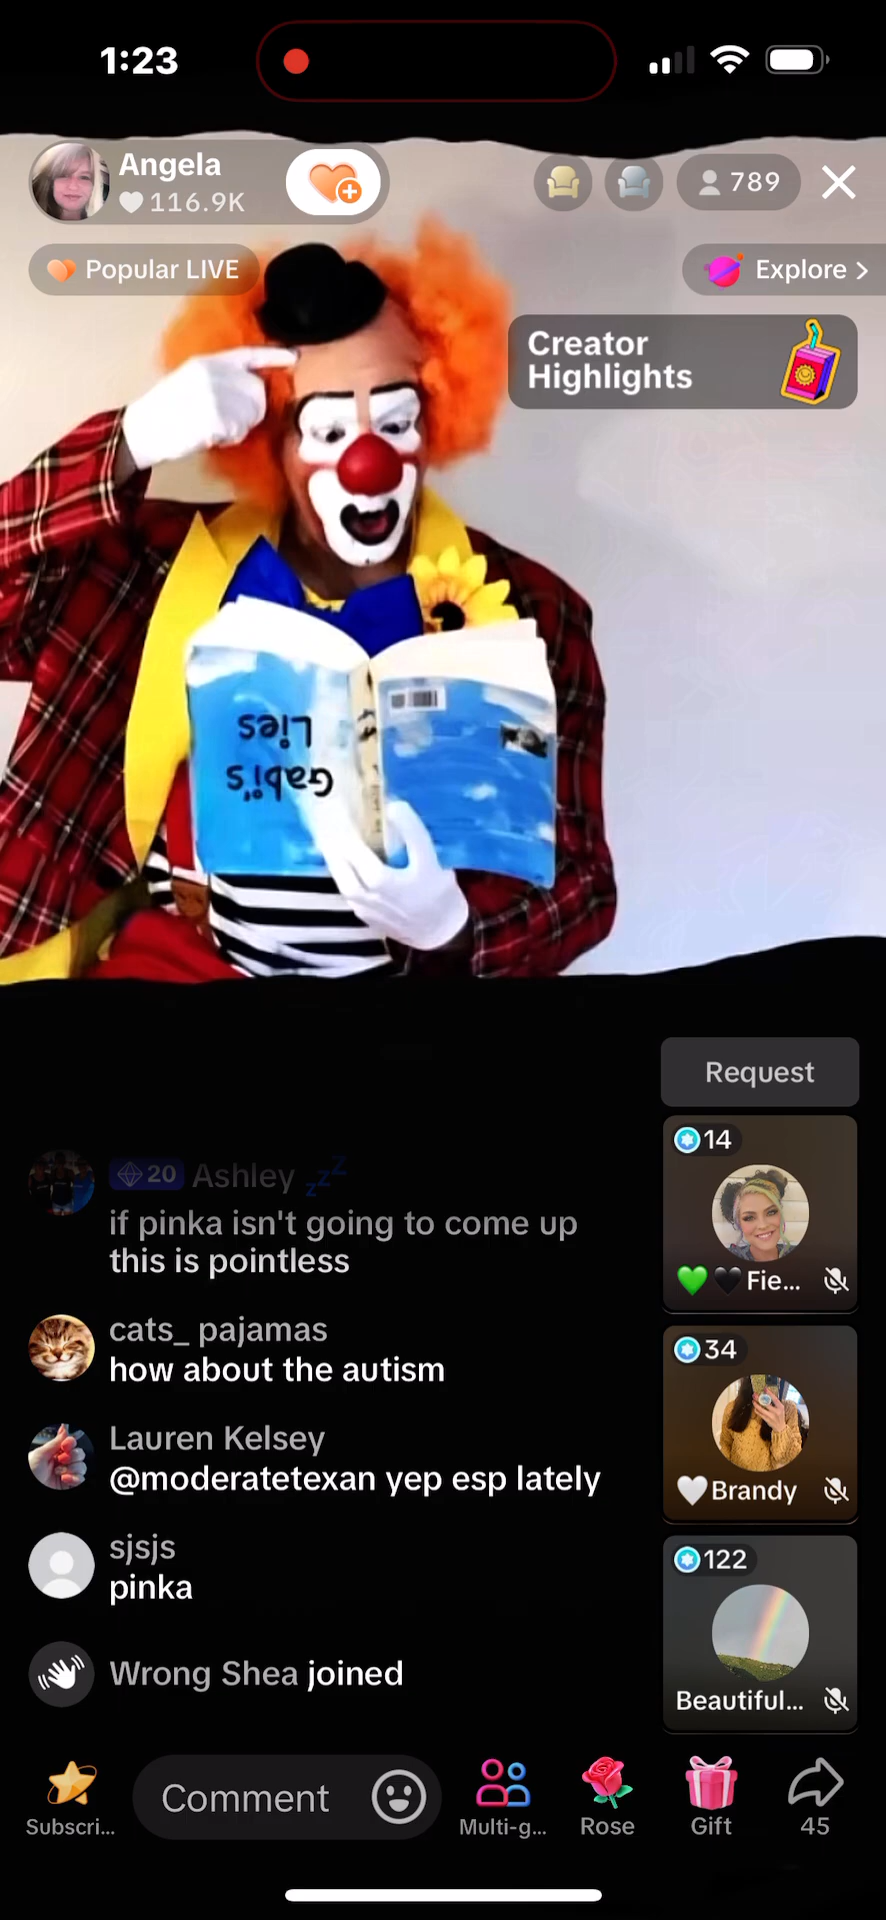 1:23
Angela
116.9K
789
Popular LIVE
Explore >
Creator
Highlights
Gabi's
Lies
Request
20 Ashley 💤
if pinka isn't going to come up
this is pointless
cats_ pajamas
how about the autism
Lauren Kelsey
@moderatetexan yep esp lately
sjsjs
pinka
Wrong Shea joined
14
💚🖤Fie...
34
🤍Brandy
122
Beautiful...
Subscri...
Comment
Multi-g...
Rose
Gift
45